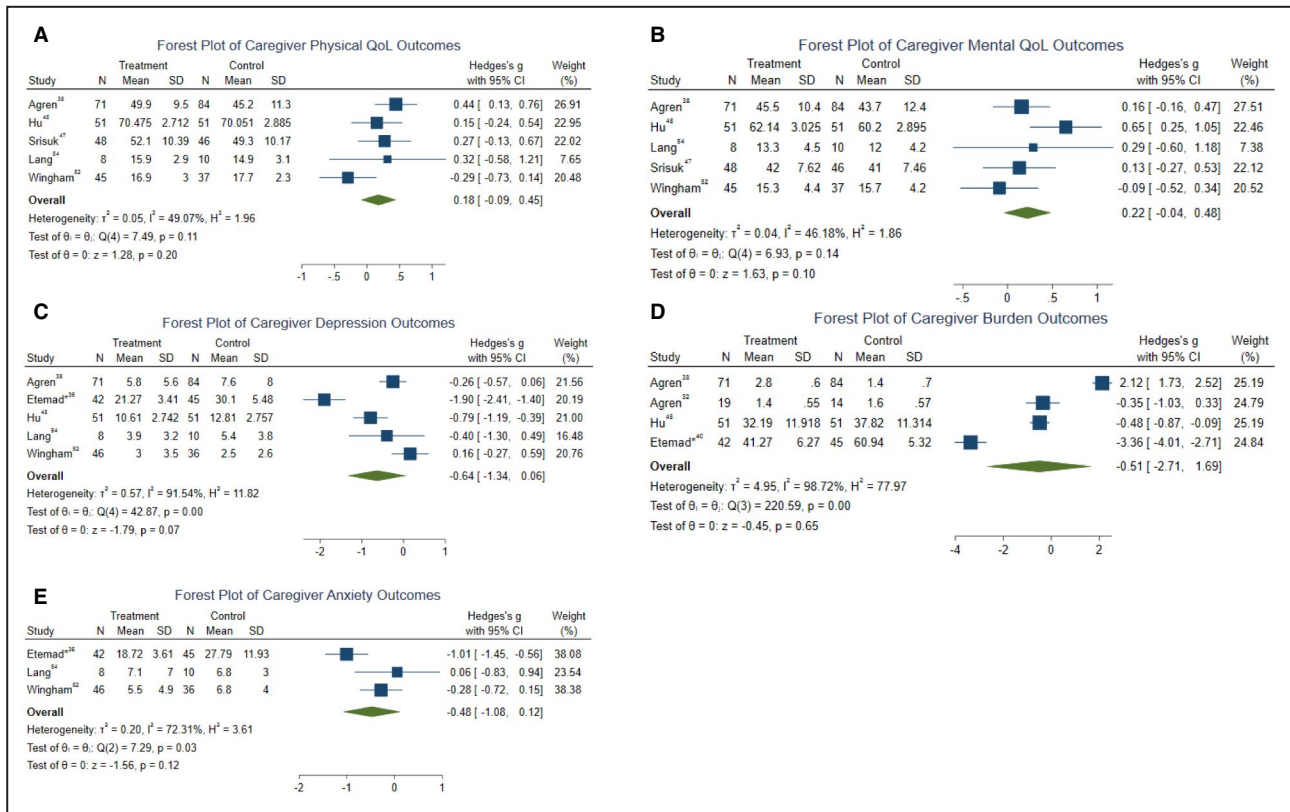 A
Forest Plot of Caregiver Physical QoL Outcomes
Treatment Control Hedges's g Weight
Study N Mean SD N Mean SD with 95% CI (%)
Agren³⁸ 71 49.9 9.5 84 45.2 11.3 0.44 [ 0.13, 0.76] 26.91
Hu⁴⁵ 51 70.475 2.712 51 70.051 2.885 0.15 [ -0.24, 0.54] 22.95
Srisuk⁴⁷ 48 52.1 10.39 46 49.3 10.17 0.27 [ -0.13, 0.67] 22.02
Lang⁵⁴ 8 15.9 2.9 10 14.9 3.1 0.32 [ -0.58, 1.21] 7.65
Wingham⁵² 45 16.9 3 37 17.7 2.3 -0.29 [ -0.73, 0.14] 20.48
Overall 0.18 [ -0.09, 0.45]
Heterogeneity: τ² = 0.05, I² = 49.07%, H² = 1.96
Test of θᵢ = θⱼ: Q(4) = 7.49, p = 0.11
Test of θ = 0: z = 1.28, p = 0.20
-1 -.5 0 .5 1
B
Forest Plot of Caregiver Mental QoL Outcomes
Treatment Control Hedges's g Weight
Study N Mean SD N Mean SD with 95% CI (%)
Agren³⁸ 71 45.5 10.4 84 43.7 12.4 0.16 [ -0.16, 0.47] 27.51
Hu⁴⁵ 51 62.14 3.025 51 60.2 2.895 0.65 [ 0.25, 1.05] 22.46
Lang⁵⁴ 8 13.3 4.5 10 12 4.2 0.29 [ -0.60, 1.18] 7.38
Srisuk⁴⁷ 48 42 7.62 46 41 7.46 0.13 [ -0.27, 0.53] 22.12
Wingham⁵² 45 15.3 4.4 37 15.7 4.2 -0.09 [ -0.52, 0.34] 20.52
Overall 0.22 [ -0.04, 0.48]
Heterogeneity: τ² = 0.04, I² = 46.18%, H² = 1.86
Test of θᵢ = θⱼ: Q(4) = 6.93, p = 0.14
Test of θ = 0: z = 1.63, p = 0.10
-.5 0 .5 1
C
Forest Plot of Caregiver Depression Outcomes
Treatment Control Hedges's g Weight
Study N Mean SD N Mean SD with 95% CI (%)
Agren³⁸ 71 5.8 5.6 84 7.6 8 -0.26 [ -0.57, 0.06] 21.56
Etemad*³⁶ 42 21.27 3.41 45 30.1 5.48 -1.90 [ -2.41, -1.40] 20.19
Hu⁴⁵ 51 10.61 2.742 51 12.81 2.757 -0.79 [ -1.19, -0.39] 21.00
Lang⁵⁴ 8 3.9 3.2 10 5.4 3.8 -0.40 [ -1.30, 0.49] 16.48
Wingham⁵² 46 3 3.5 36 2.5 2.6 0.16 [ -0.27, 0.59] 20.76
Overall -0.64 [ -1.34, 0.06]
Heterogeneity: τ² = 0.57, I² = 91.54%, H² = 11.82
Test of θᵢ = θⱼ: Q(4) = 42.87, p = 0.00
Test of θ = 0: z = -1.79, p = 0.07
-2 -1 0 1
D
Forest Plot of Caregiver Burden Outcomes
Treatment Control Hedges's g Weight
Study N Mean SD N Mean SD with 95% CI (%)
Agren³⁸ 71 2.8 .6 84 1.4 .7 2.12 [ 1.73, 2.52] 25.19
Agren³² 19 1.4 .55 14 1.6 .57 -0.35 [ -1.03, 0.33] 24.79
Hu⁴⁵ 51 32.19 11.918 51 37.82 11.314 -0.48 [ -0.87, -0.09] 25.19
Etemad*⁴⁰ 42 41.27 6.27 45 60.94 5.32 -3.36 [ -4.01, -2.71] 24.84
Overall -0.51 [ -2.71, 1.69]
Heterogeneity: τ² = 4.95, I² = 98.72%, H² = 77.97
Test of θᵢ = θⱼ: Q(3) = 220.59, p = 0.00
Test of θ = 0: z = -0.45, p = 0.65
-4 -2 0 2
E
Forest Plot of Caregiver Anxiety Outcomes
Treatment Control Hedges's g Weight
Study N Mean SD N Mean SD with 95% CI (%)
Etemad*³⁶ 42 18.72 3.61 45 27.79 11.93 -1.01 [ -1.45, -0.56] 38.08
Lang⁵⁴ 8 7.1 7 10 6.8 3 0.06 [ -0.83, 0.94] 23.54
Wingham⁵² 46 5.5 4.9 36 6.8 4 -0.28 [ -0.72, 0.15] 38.38
Overall -0.48 [ -1.08, 0.12]
Heterogeneity: τ² = 0.20, I² = 72.31%, H² = 3.61
Test of θᵢ = θⱼ: Q(2) = 7.29, p = 0.03
Test of θ = 0: z = -1.56, p = 0.12
-2 -1 0 1